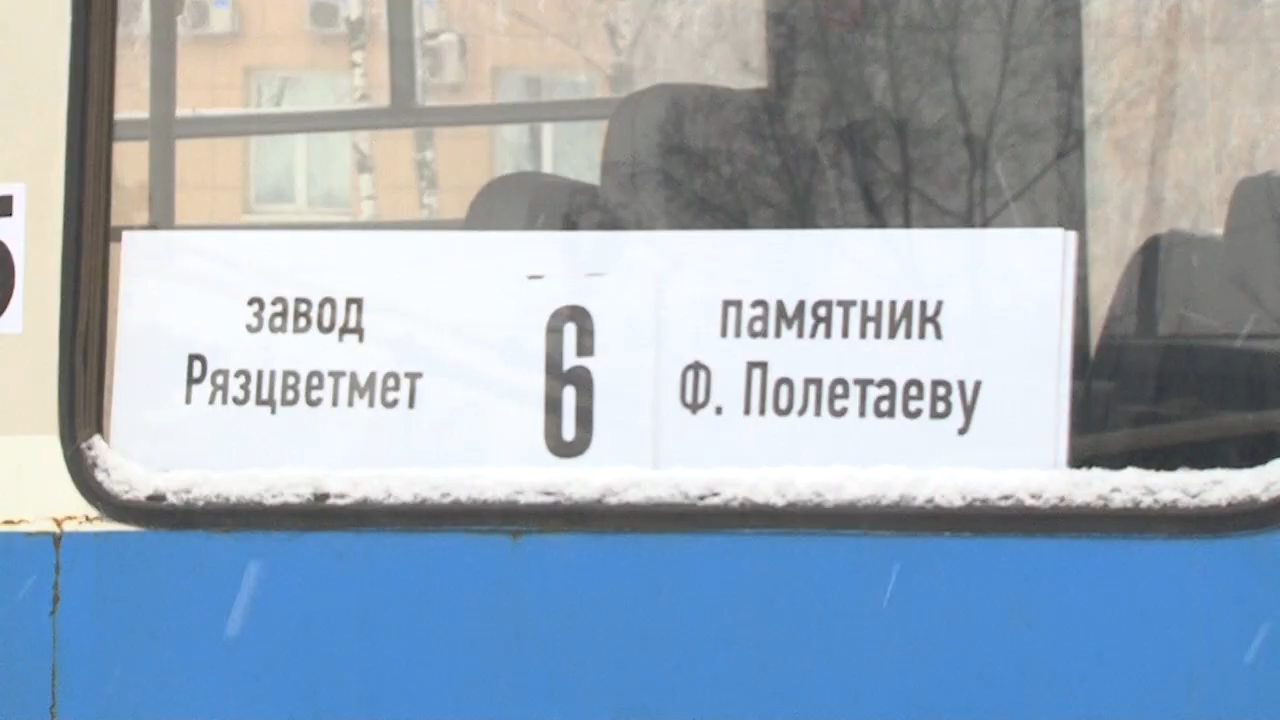 завод
Рязцветмет
6
памятник
Ф. Полетаеву